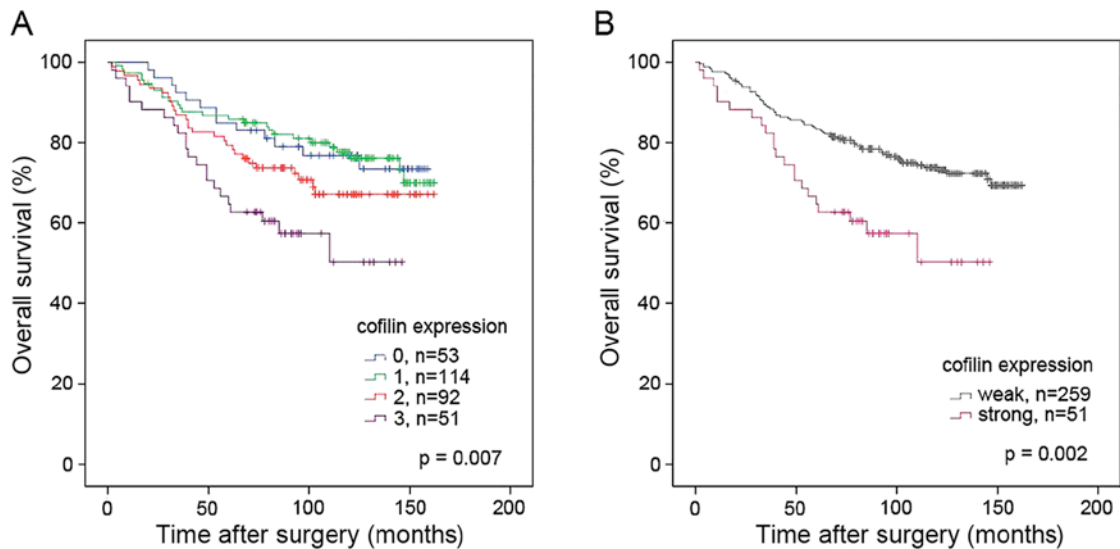 A
100
80
60
40
20
0
Overall survival (%)
cofilin expression
0, n=53
1, n=114
2, n=92
3, n=51
p = 0.007
0 50 100 150 200
Time after surgery (months)
B
100
80
60
40
20
0
Overall survival (%)
cofilin expression
weak, n=259
strong, n=51
p = 0.002
0 50 100 150 200
Time after surgery (months)